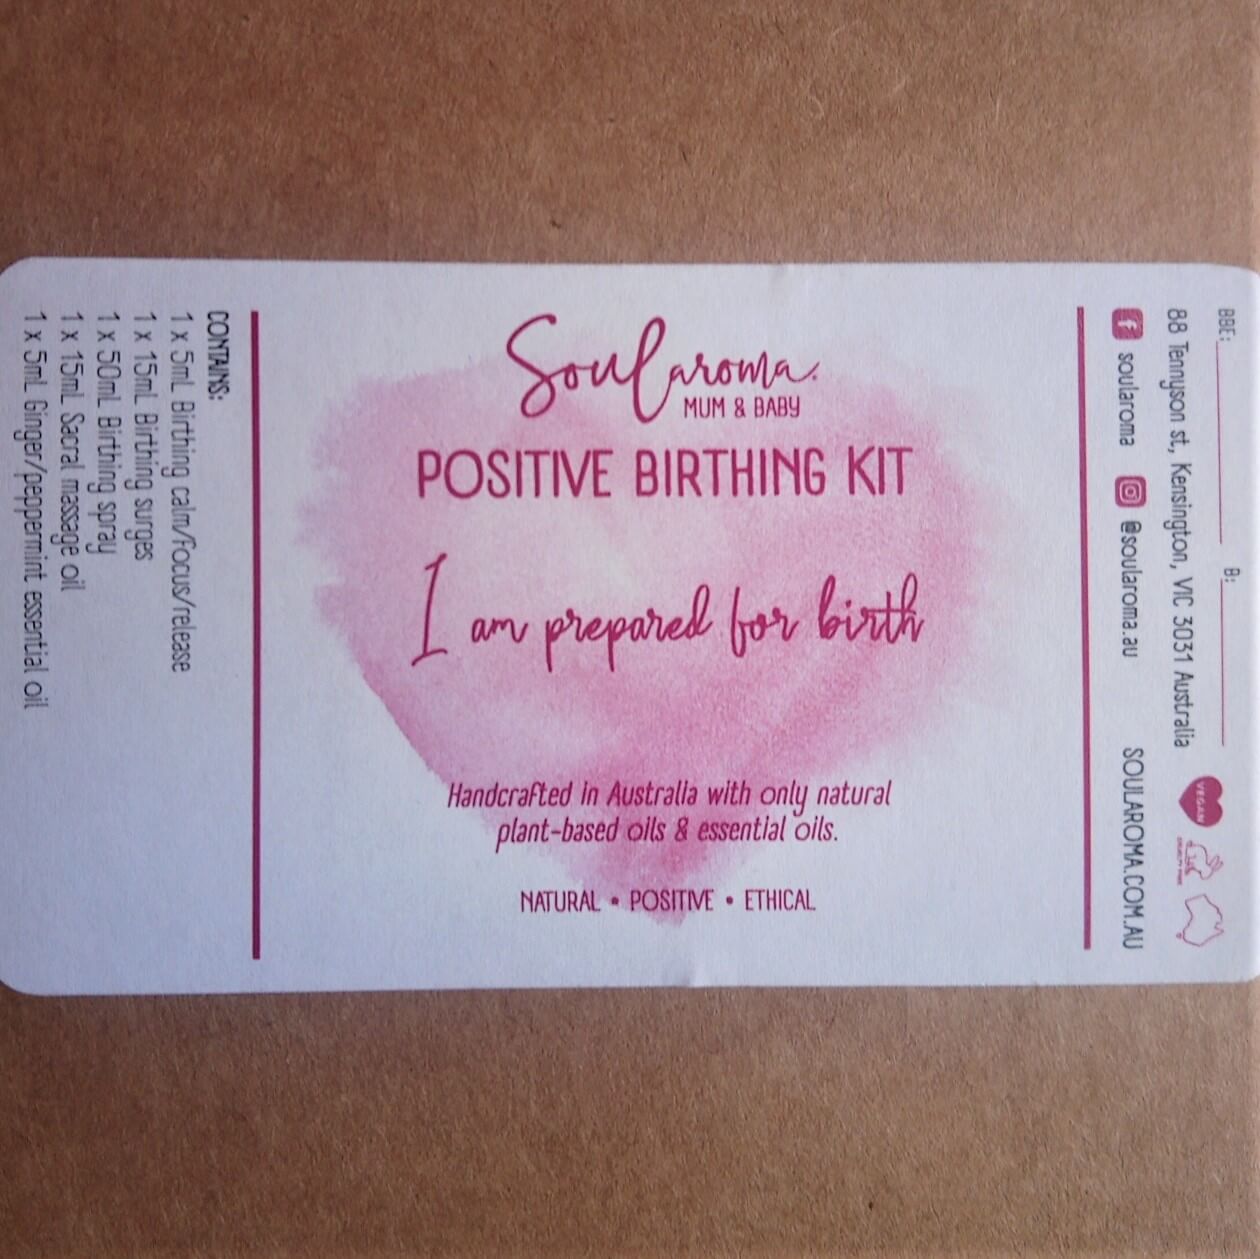 Soularoma.
MUM & BABY
POSITIVE BIRTHING KIT
I am prepared for birth
Handcrafted in Australia with only natural
plant-based oils & essential oils.
NATURAL • POSITIVE • ETHICAL
CONTAINS:
1 x 5mL Birthing calm/focus/release
1 x 15mL Birthing surges
1 x 50mL Birthing spray
1 x 15mL Sacral massage oil
1 x 5mL Ginger/peppermint essential oil
BBE: B:
88 Tennyson st, Kensington, VIC 3031 Australia
soularoma @soularoma.au SOULAROMA.COM.AU
VEGAN
CRUELTY FREE